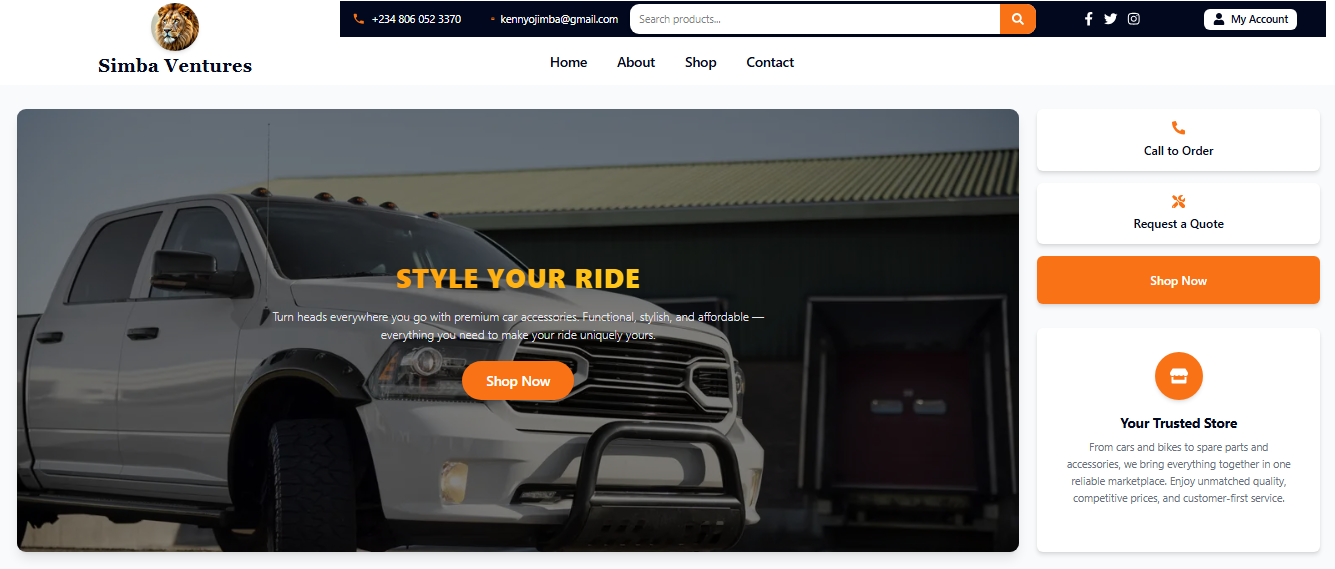 +234 806 052 3370
kennyojimba@gmail.com
Search products...
My Account
Simba Ventures
Home
About
Shop
Contact
STYLE YOUR RIDE
Turn heads everywhere you go with premium car accessories. Functional, stylish, and affordable —
everything you need to make your ride uniquely yours.
Shop Now
Call to Order
Request a Quote
Shop Now
Your Trusted Store
From cars and bikes to spare parts and
accessories, we bring everything together in one
reliable marketplace. Enjoy unmatched quality,
competitive prices, and customer-first service.